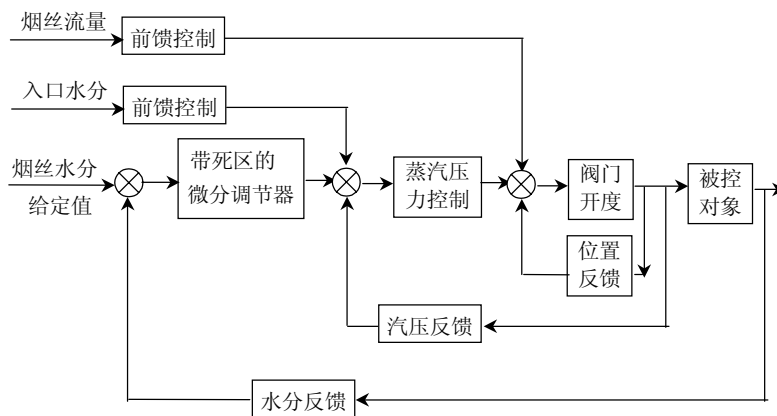 烟丝流量
前馈控制
入口水分
前馈控制
烟丝水分
给定值
带死区的
微分调节器
蒸汽压
力控制
阀门
开度
被控
对象
位置
反馈
汽压反馈
水分反馈